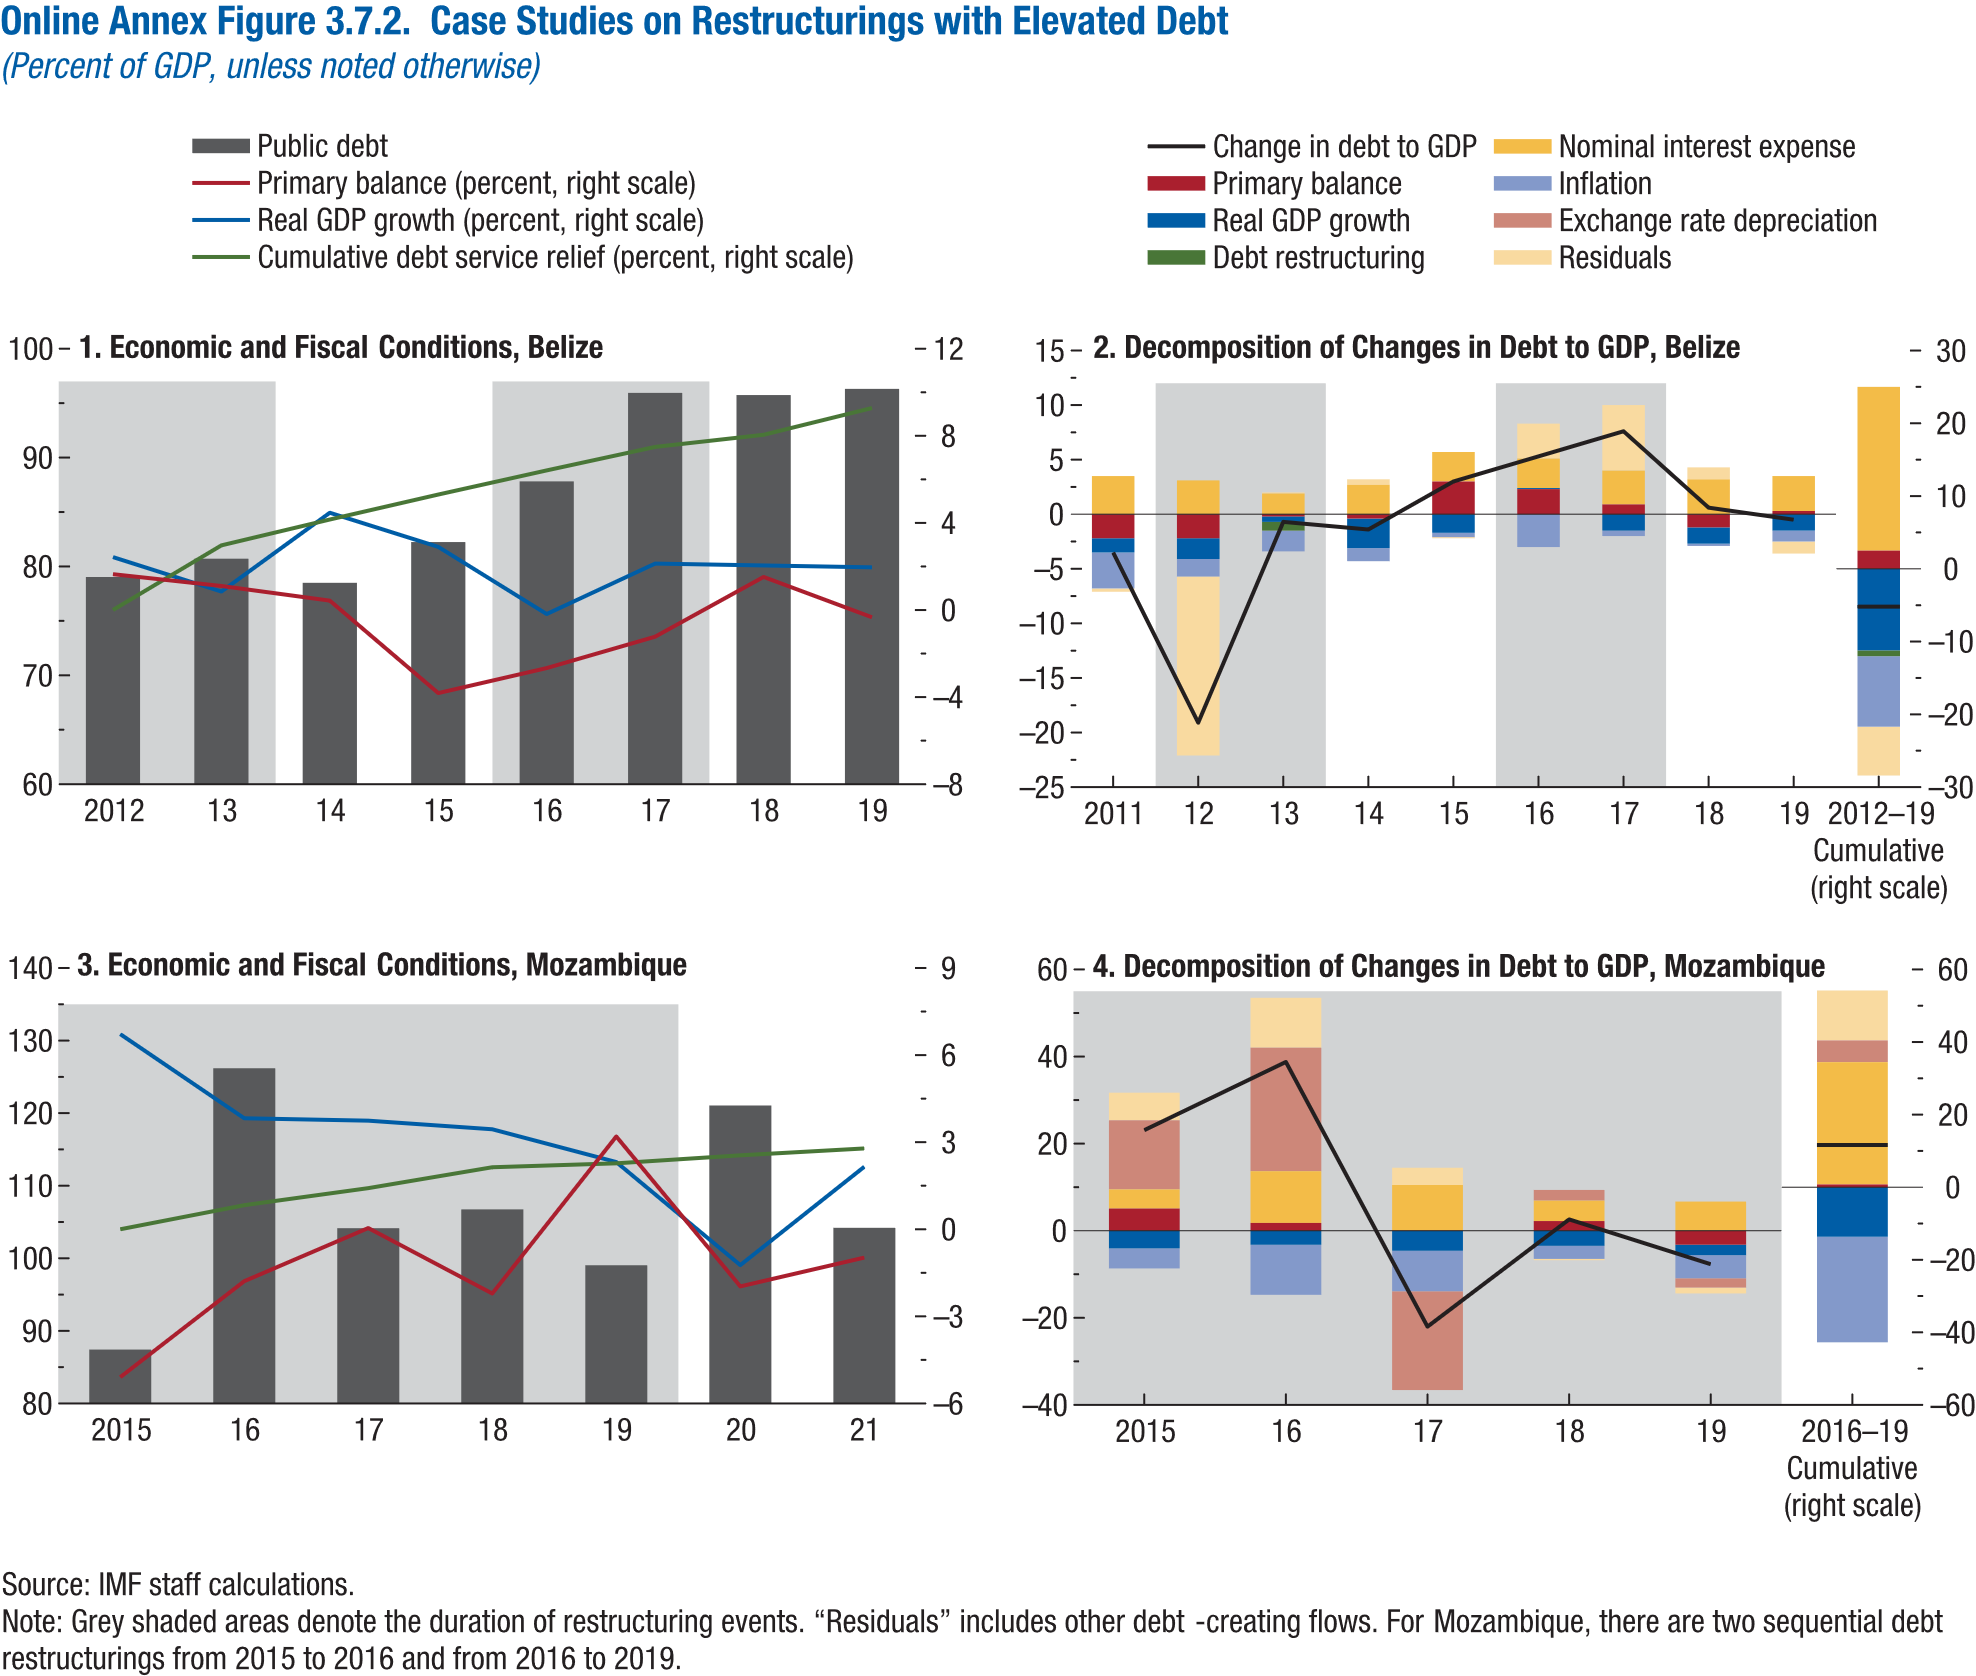 Online Annex Figure 3.7.2. Case Studies on Restructurings with Elevated Debt
(Percent of GDP, unless noted otherwise)
Public debt
Primary balance (percent, right scale)
Real GDP growth (percent, right scale)
Cumulative debt service relief (percent, right scale)
Change in debt to GDP
Primary balance
Real GDP growth
Debt restructuring
Nominal interest expense
Inflation
Exchange rate depreciation
Residuals
1. Economic and Fiscal Conditions, Belize
100
90
80
70
60
12
8
4
0
–4
–8
2012 13 14 15 16 17 18 19
2. Decomposition of Changes in Debt to GDP, Belize
15
10
5
0
–5
–10
–15
–20
–25
30
20
10
0
–10
–20
–30
2011 12 13 14 15 16 17 18 19 2012–19
Cumulative
(right scale)
3. Economic and Fiscal Conditions, Mozambique
140
130
120
110
100
90
80
9
6
3
0
–3
–6
2015 16 17 18 19 20 21
4. Decomposition of Changes in Debt to GDP, Mozambique
60
40
20
0
–20
–40
60
40
20
0
–20
–40
–60
2015 16 17 18 19 2016–19
Cumulative
(right scale)
Source: IMF staff calculations.
Note: Grey shaded areas denote the duration of restructuring events. “Residuals” includes other debt -creating flows. For Mozambique, there are two sequential debt
restructurings from 2015 to 2016 and from 2016 to 2019.